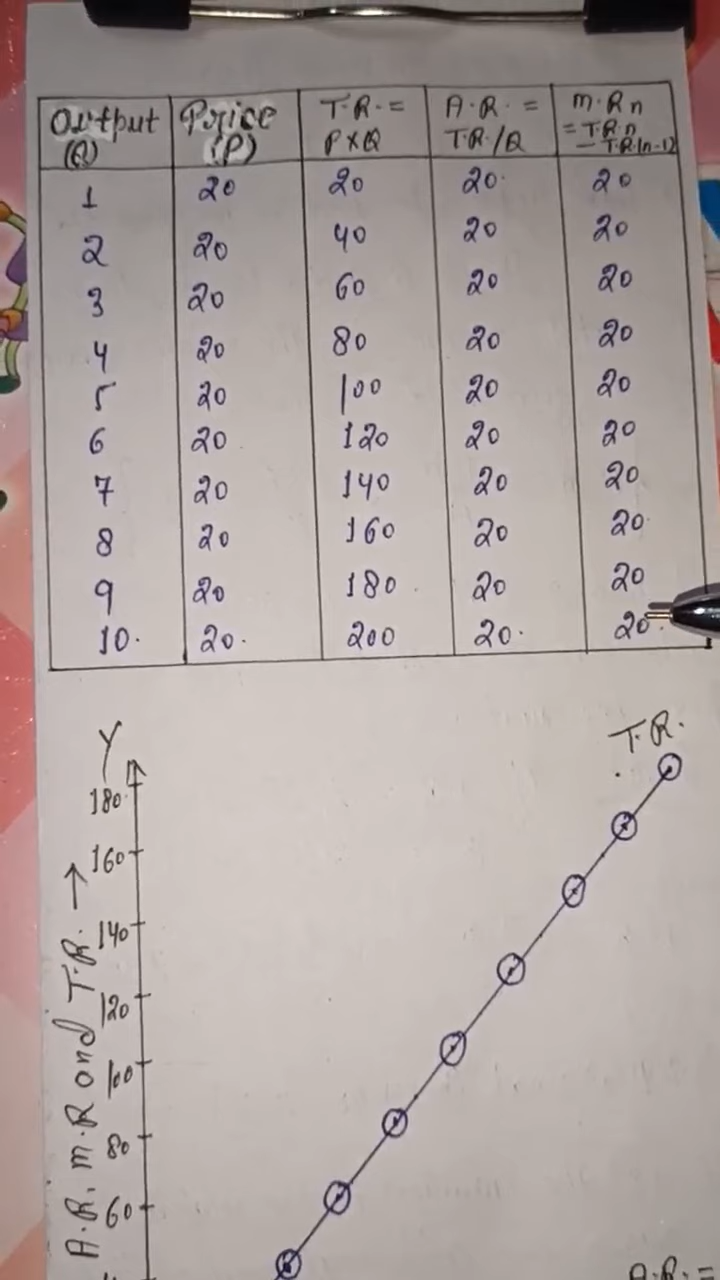 Output (Q) | Price (P) | T.R. = P×Q | A.R. = T.R./Q | M.R n = T.R.n - T.R.(n-1)
1 20 20 20 20
2 20 40 20 20
3 20 60 20 20
4 20 80 20 20
5 20 100 20 20
6 20 120 20 20
7 20 140 20 20
8 20 160 20 20
9 20 180 20 20
10. 20. 200 20. 20.
Y
T.R.
180
160
140
120
100
80
60
A.R, M.R and T.R. →
A.R. =